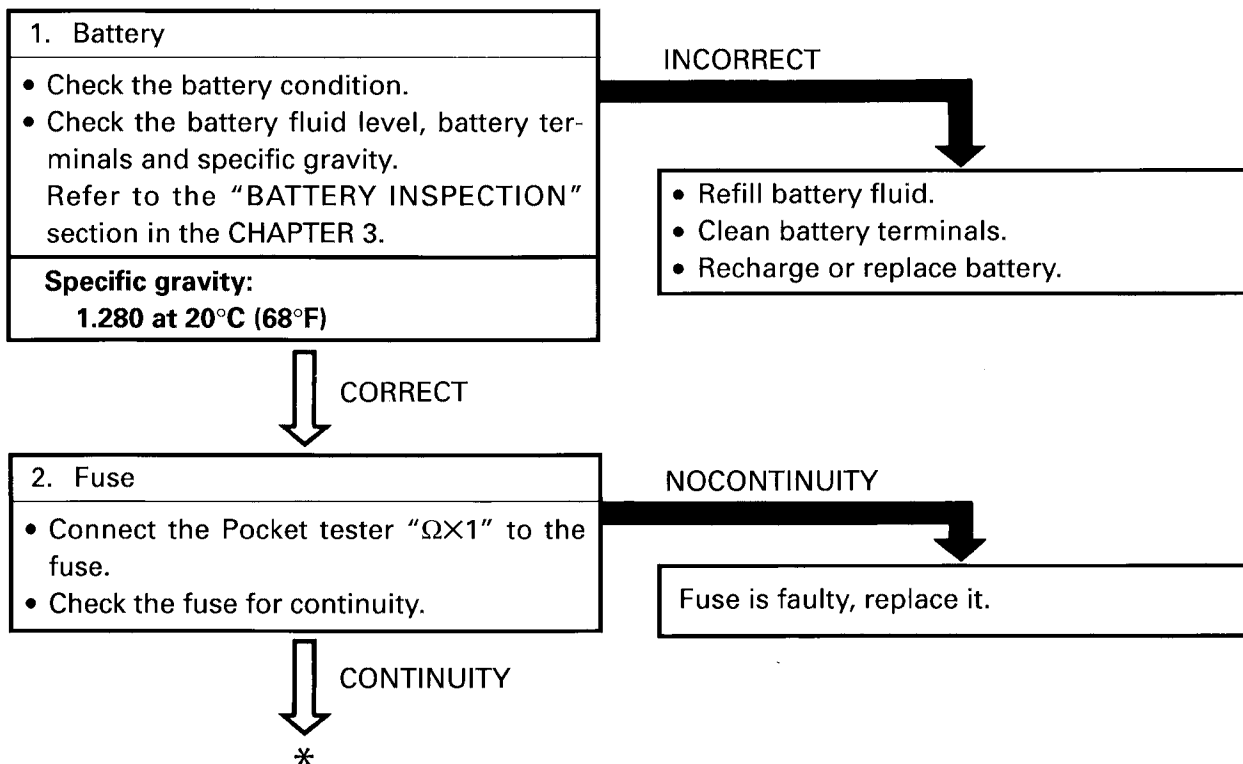 1. Battery
• Check the battery condition.
• Check the battery fluid level, battery ter-
minals and specific gravity.
Refer to the “BATTERY INSPECTION”
section in the CHAPTER 3.
Specific gravity:
1.280 at 20°C (68°F)
INCORRECT
• Refill battery fluid.
• Clean battery terminals.
• Recharge or replace battery.
CORRECT
2. Fuse
• Connect the Pocket tester “Ω×1” to the
fuse.
• Check the fuse for continuity.
NOCONTINUITY
Fuse is faulty, replace it.
CONTINUITY
*